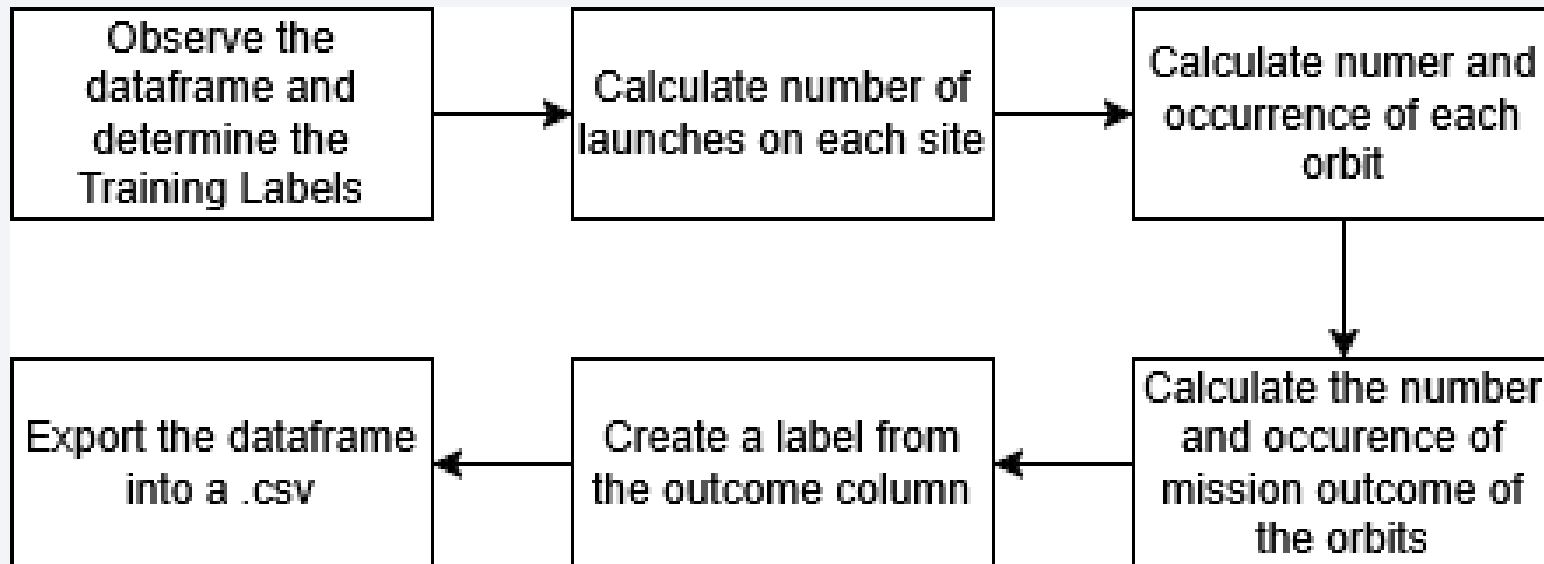 Observe the
dataframe and
determine the
Training Labels
Calculate number of
launches on each site
Calculate numer and
occurrence of each
orbit
Calculate the number
and occurence of
mission outcome of
the orbits
Create a label from
the outcome column
Export the dataframe
into a .csv